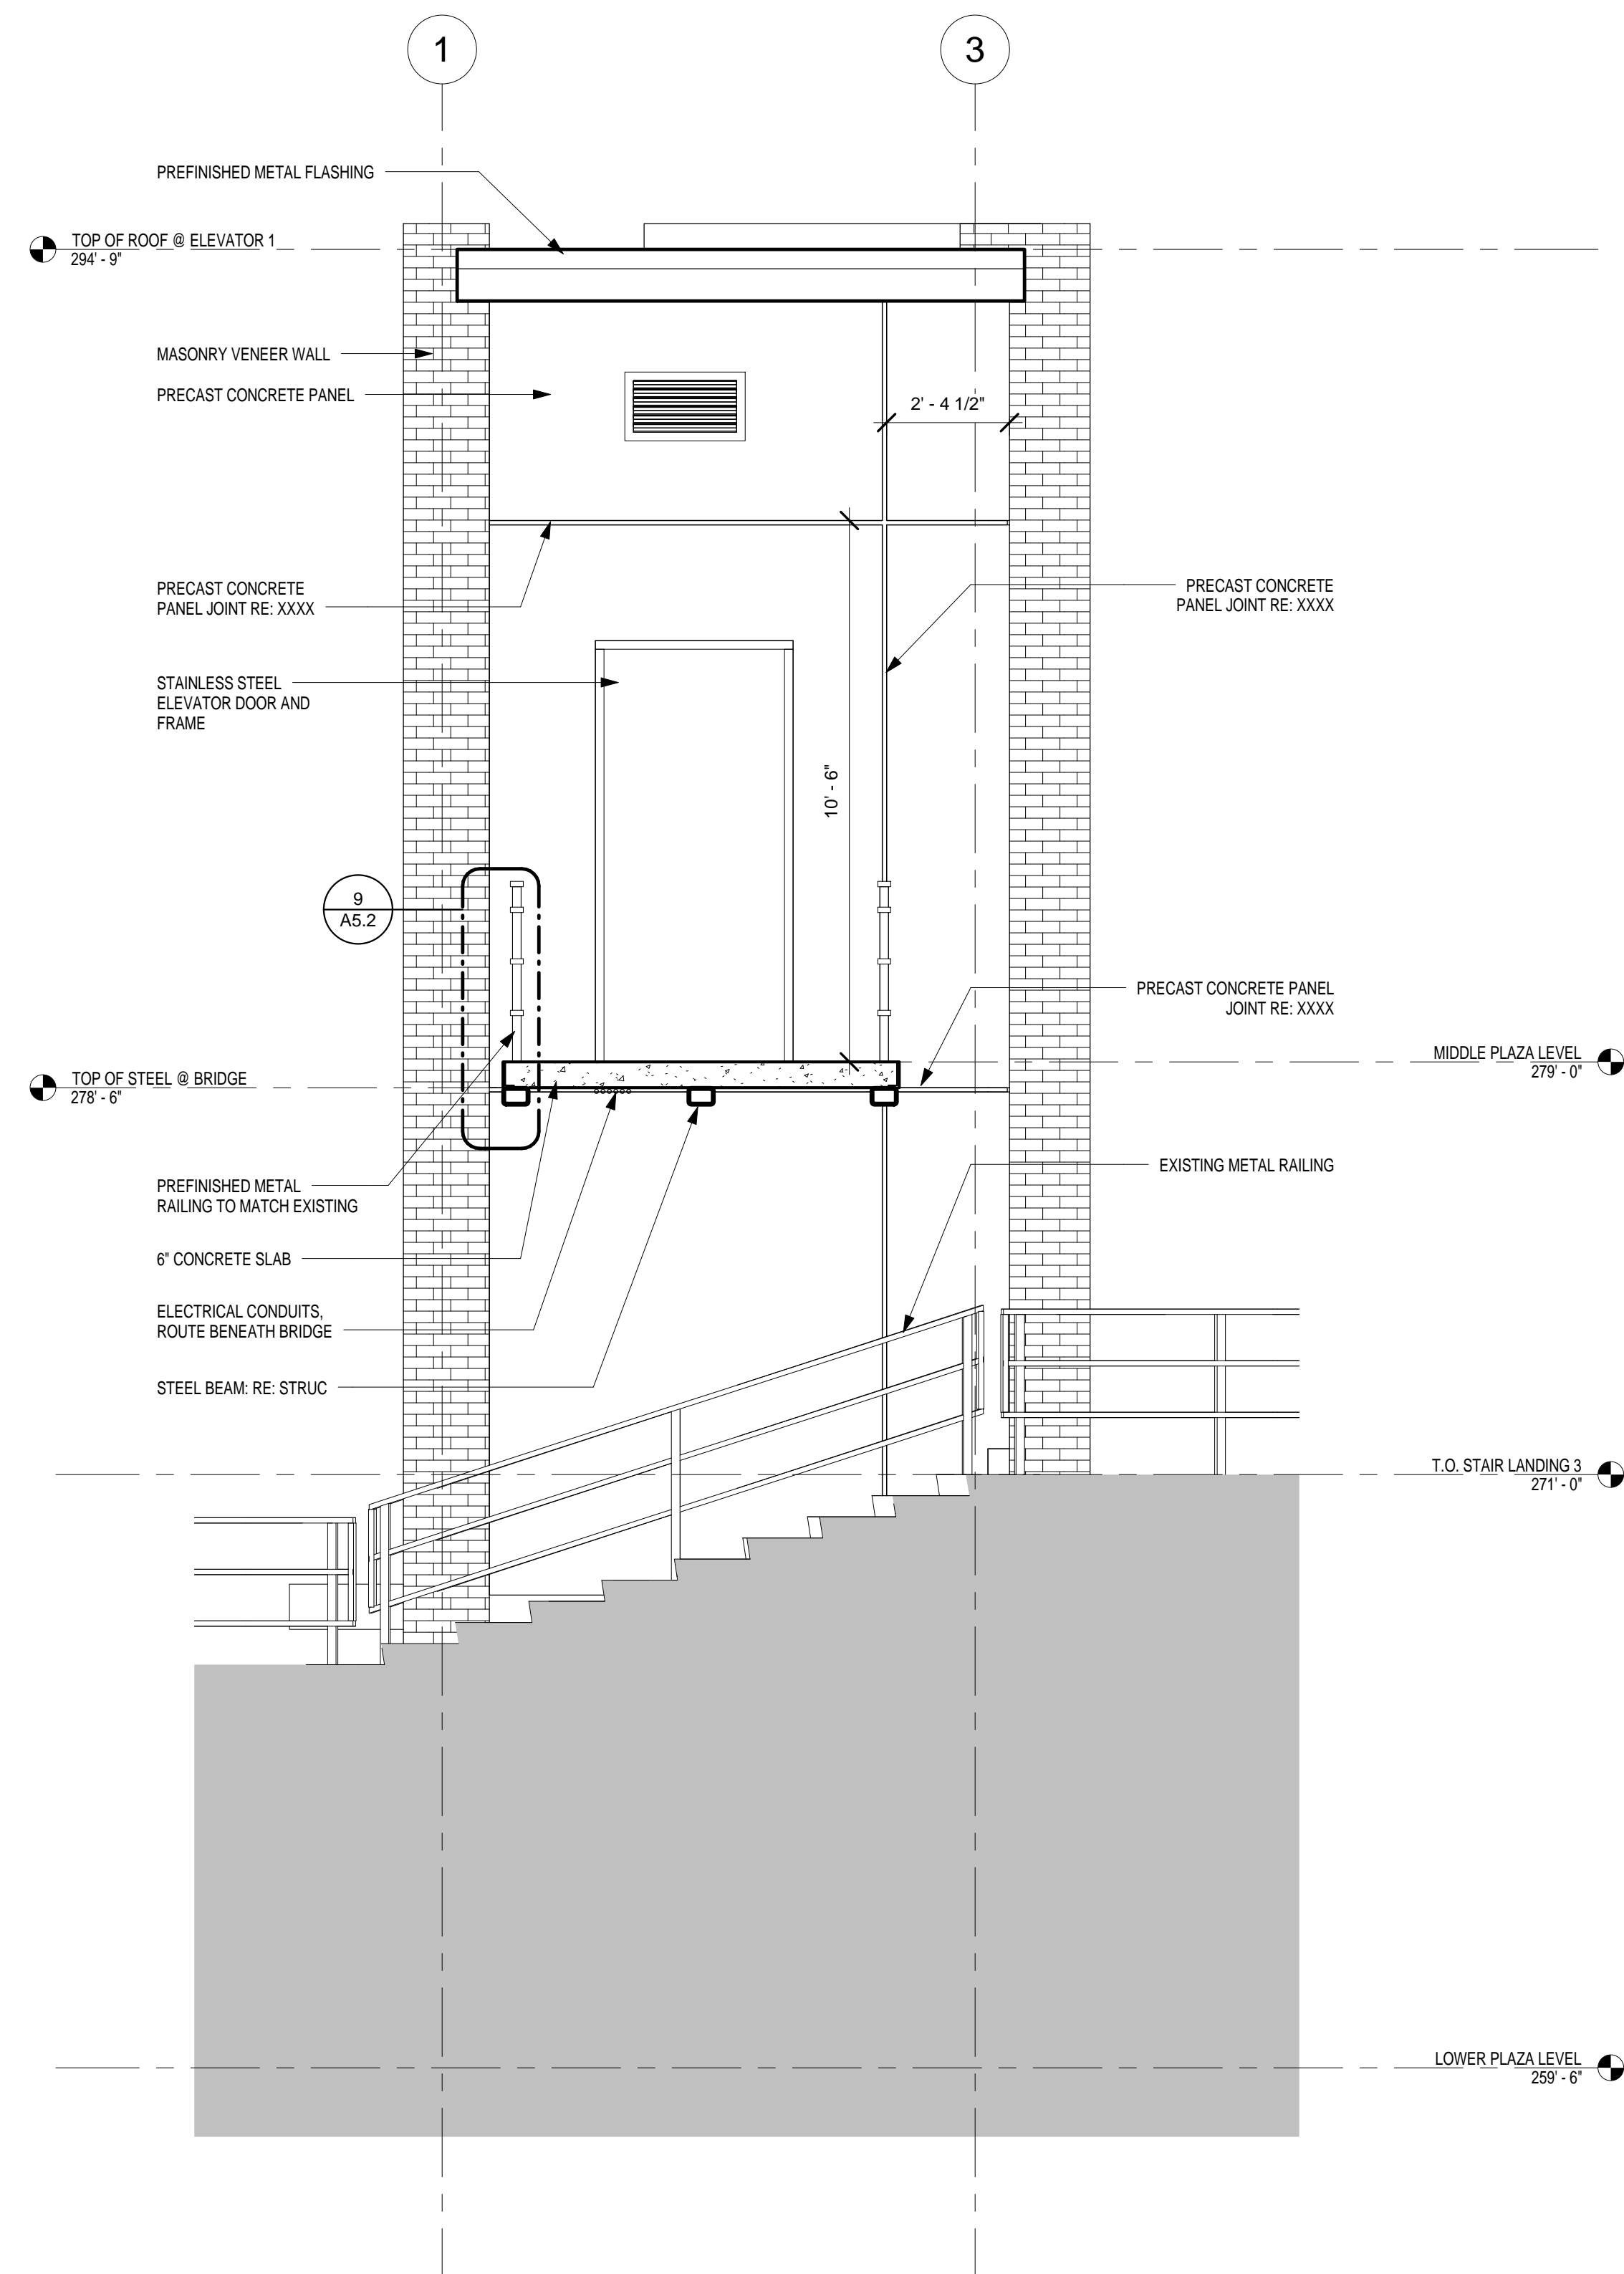 1
3
PREFINISHED METAL FLASHING
TOP OF ROOF @ ELEVATOR 1
294' - 9"
MASONRY VENEER WALL
PRECAST CONCRETE PANEL
2' - 4 1/2"
PRECAST CONCRETE
PANEL JOINT RE: XXXX
PRECAST CONCRETE
PANEL JOINT RE: XXXX
STAINLESS STEEL
ELEVATOR DOOR AND
FRAME
10' - 6"
9
A5.2
PRECAST CONCRETE PANEL
JOINT RE: XXXX
MIDDLE PLAZA LEVEL
279' - 0"
TOP OF STEEL @ BRIDGE
278' - 6"
EXISTING METAL RAILING
PREFINISHED METAL
RAILING TO MATCH EXISTING
6" CONCRETE SLAB
ELECTRICAL CONDUITS,
ROUTE BENEATH BRIDGE
STEEL BEAM: RE: STRUC
T.O. STAIR LANDING 3
271' - 0"
LOWER PLAZA LEVEL
259' - 6"